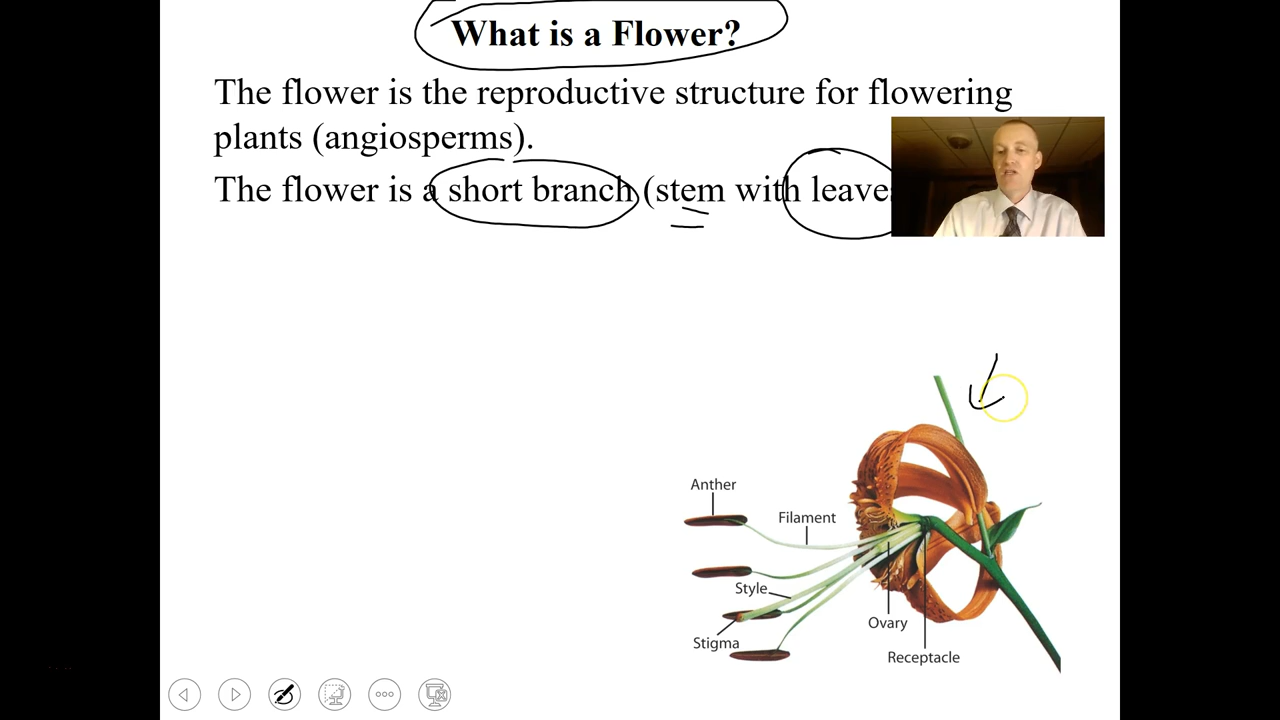 What is a Flower?
The flower is the reproductive structure for flowering
plants (angiosperms).
The flower is a short branch (stem with leave
Anther
Filament
Style
Stigma
Ovary
Receptacle